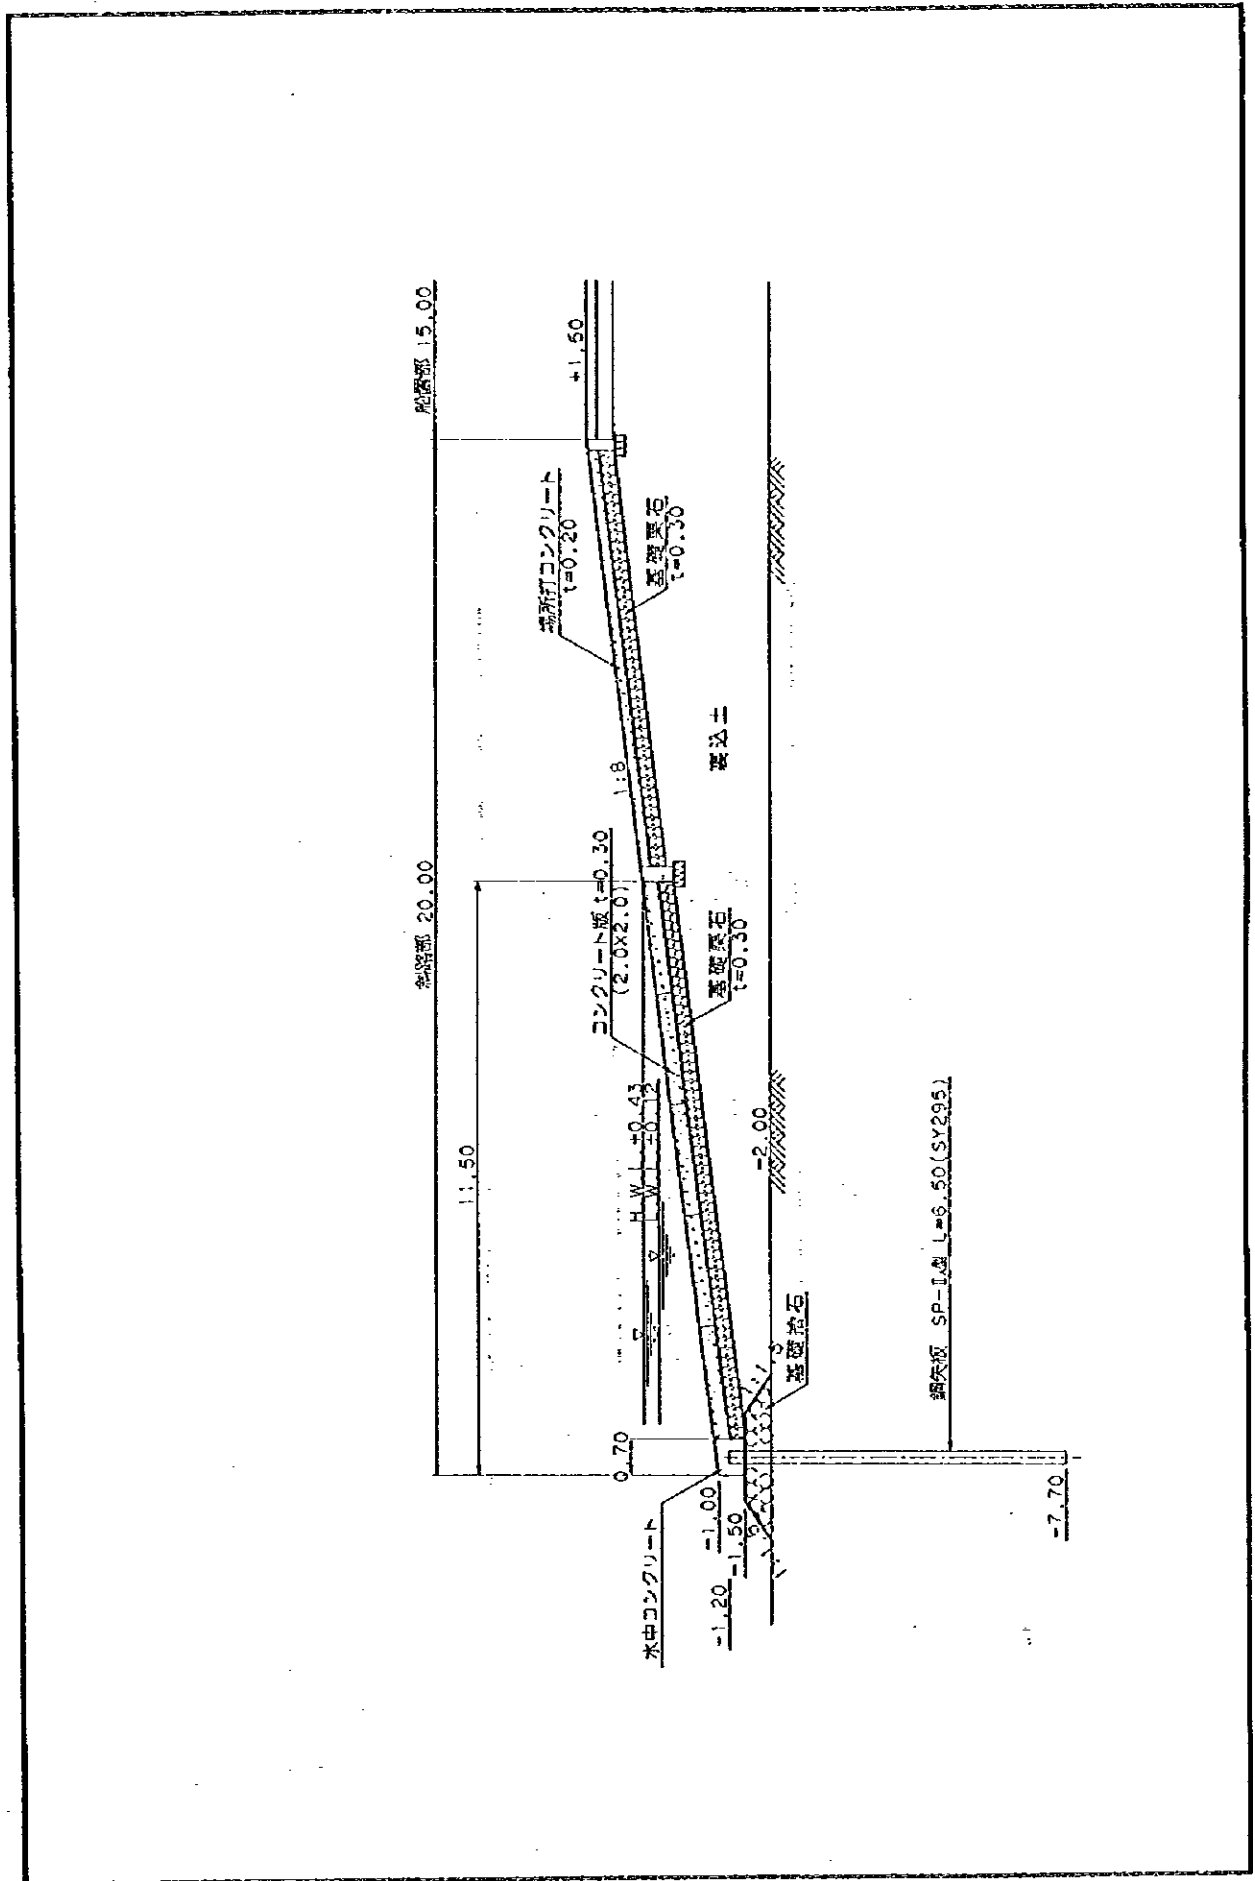 斜路部 20.00
船置部 15.00
11.50
0.70
水中コンクリート
H W L +0.43
L W L ±0.12
コンクリート版 t=0.30
(2.0×2.0)
場所打コンクリート
t=0.20
+1.50
1:8
基礎栗石
t=0.30
基礎栗石
t=0.30
裏込土
-1.00
-1.20
-1.50
-2.00
基礎捨石
鋼矢板 SP-Ⅱ型 L=6.50(SY295)
-7.70